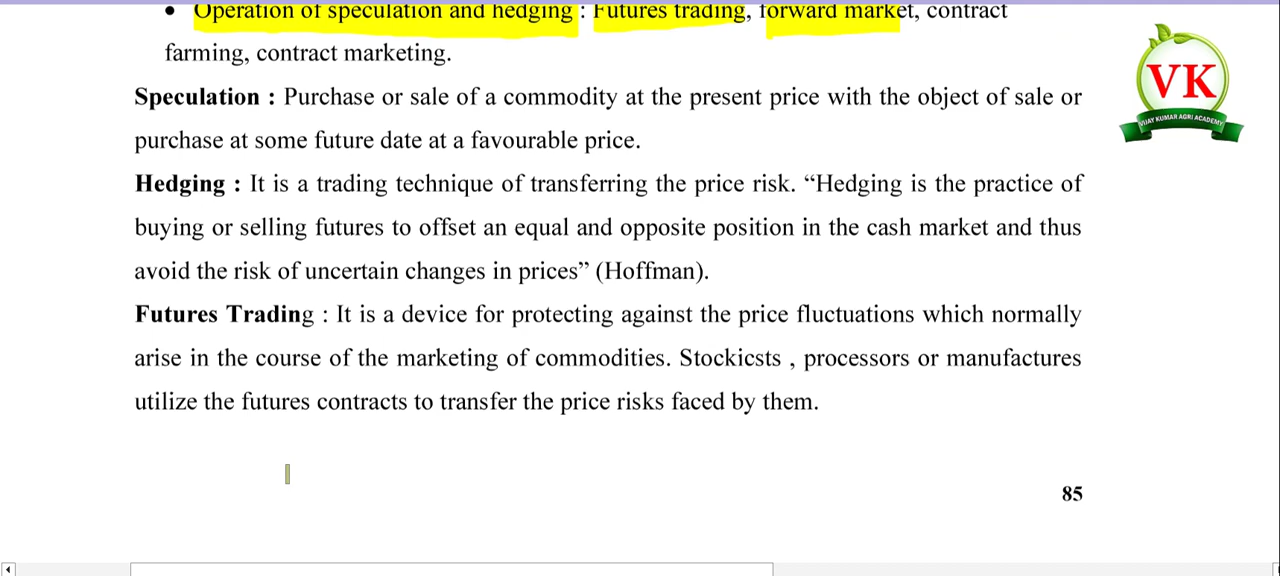 • Operation of speculation and hedging : Futures trading, forward market, contract
farming, contract marketing.
Speculation : Purchase or sale of a commodity at the present price with the object of sale or
purchase at some future date at a favourable price.
Hedging : It is a trading technique of transferring the price risk. “Hedging is the practice of
buying or selling futures to offset an equal and opposite position in the cash market and thus
avoid the risk of uncertain changes in prices” (Hoffman).
Futures Trading : It is a device for protecting against the price fluctuations which normally
arise in the course of the marketing of commodities. Stockicsts , processors or manufactures
utilize the futures contracts to transfer the price risks faced by them.
85
VK
VIJAY KUMAR AGRI ACADEMY